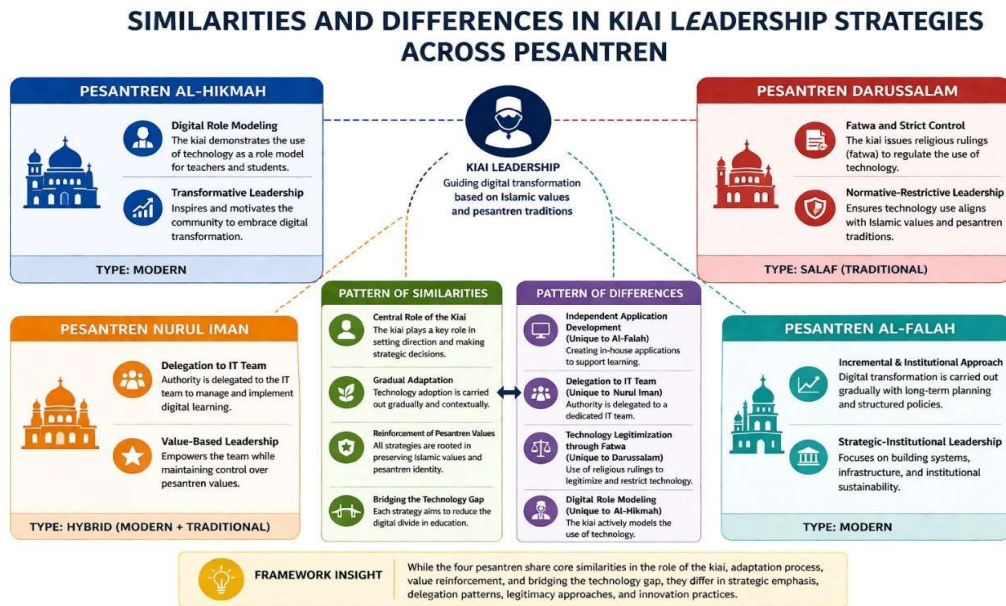 SIMILARITIES AND DIFFERENCES IN KIAI LEADERSHIP STRATEGIES
ACROSS PESANTREN
PESANTREN AL-HIKMAH
Digital Role Modeling
The kiai demonstrates the use
of technology as a role model
for teachers and students.
Transformative Leadership
Inspires and motivates the
community to embrace digital
transformation.
TYPE: MODERN
KIAI LEADERSHIP
Guiding digital transformation
based on Islamic values
and pesantren traditions
PESANTREN DARUSSALAM
Fatwa and Strict Control
The kiai issues religious rulings
(fatwa) to regulate the use of
technology.
Normative-Restrictive Leadership
Ensures technology use aligns
with Islamic values and pesantren
traditions.
TYPE: SALAF (TRADITIONAL)
PESANTREN NURUL IMAN
Delegation to IT Team
Authority is delegated to the IT
team to manage and implement
digital learning.
Value-Based Leadership
Empowers the team while
maintaining control over
pesantren values.
TYPE: HYBRID (MODERN + TRADITIONAL)
PATTERN OF SIMILARITIES
Central Role of the Kiai
The kiai plays a key role in
setting direction and making
strategic decisions.
Gradual Adaptation
Technology adoption is carried
out gradually and contextually.
Reinforcement of Pesantren Values
All strategies are rooted in
preserving Islamic values and
pesantren identity.
Bridging the Technology Gap
Each strategy aims to reduce the
digital divide in education.
PATTERN OF DIFFERENCES
Independent Application
Development
(Unique to Al-Falah)
Creating in-house applications
to support learning.
Delegation to IT Team
(Unique to Nurul Iman)
Authority is delegated to a
dedicated IT team.
Technology Legitimization
through Fatwa
(Unique to Darussalam)
Use of religious rulings to
legitimize and restrict technology.
Digital Role Modeling
(Unique to Al-Hikmah)
The kiai actively models the
use of technology.
PESANTREN AL-FALAH
Incremental & Institutional Approach
Digital transformation is carried out
gradually with long-term planning
and structured policies.
Strategic-Institutional Leadership
Focuses on building systems,
infrastructure, and institutional
sustainability.
TYPE: MODERN
FRAMEWORK INSIGHT
While the four pesantren share core similarities in the role of the kiai, adaptation process,
value reinforcement, and bridging the technology gap, they differ in strategic emphasis,
delegation patterns, legitimacy approaches, and innovation practices.